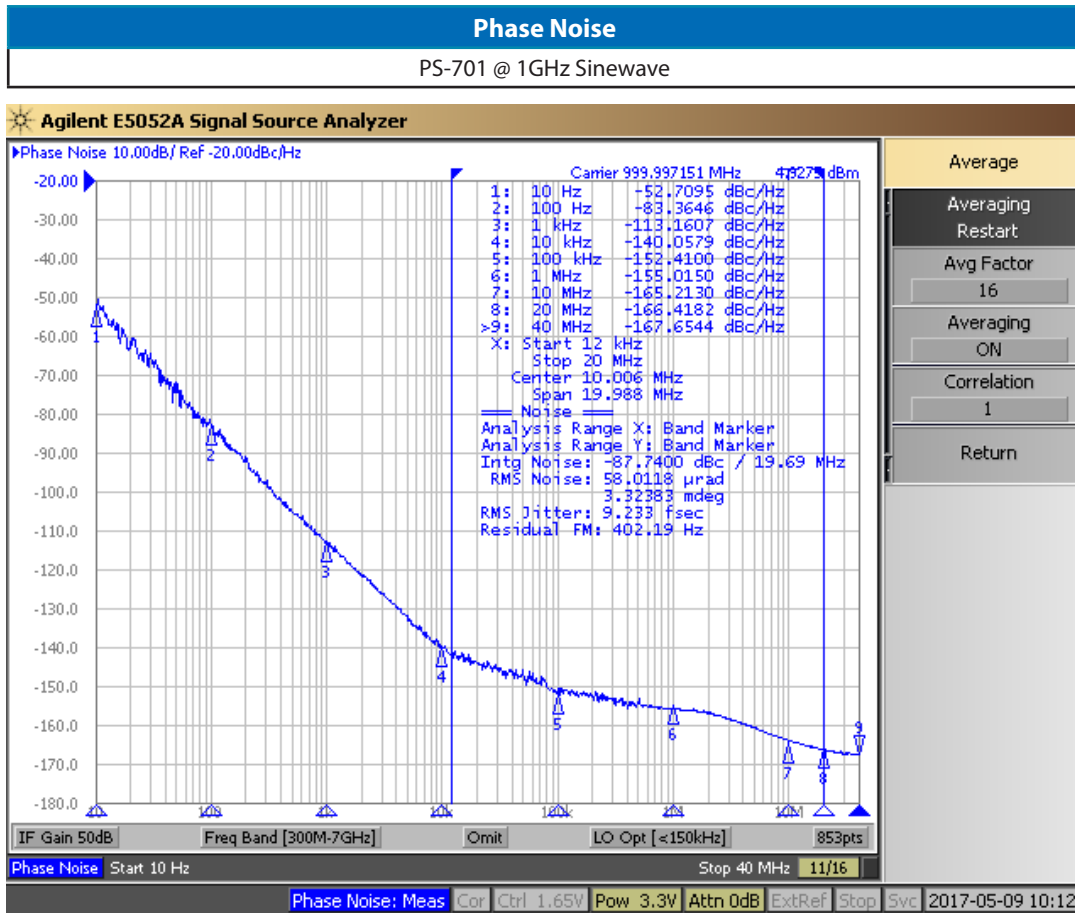 Phase Noise
PS-701 @ 1GHz Sinewave
Agilent E5052A Signal Source Analyzer
Phase Noise 10.00dB/ Ref -20.00dBc/Hz
Carrier 999.997151 MHz dBm
1: 10 Hz -52.7095 dBc/Hz
2: 100 Hz -83.3646 dBc/Hz
3: 1 kHz -113.1607 dBc/Hz
4: 10 kHz -140.0579 dBc/Hz
5: 100 kHz -152.4100 dBc/Hz
6: 1 MHz -155.0150 dBc/Hz
7: 10 MHz -165.2130 dBc/Hz
8: 20 MHz -166.4182 dBc/Hz
>9: 40 MHz -167.6544 dBc/Hz
X: Start 12 kHz
Stop 20 MHz
Center 10.006 MHz
Span 19.988 MHz
=== Noise ===
Analysis Range X: Band Marker
Analysis Range Y: Band Marker
Intg Noise: -87.7400 dBc / 19.69 MHz
RMS Noise: 58.0118 µrad
3.32383 mdeg
RMS Jitter: 9.233 fsec
Residual FM: 402.19 Hz
-20.00
-30.00
-40.00
-50.00
-60.00
-70.00
-80.00
-90.00
-100.0
-110.0
-120.0
-130.0
-140.0
-150.0
-160.0
-170.0
-180.0
1
2
3
4
5
6
7
8
9
10 100 1k 10k 100k 1M 10M
Average
Averaging
Restart
Avg Factor
16
Averaging
ON
Correlation
1
Return
IF Gain 50dB Freq Band [300M-7GHz] Omit LO Opt [<150kHz] 853pts
Phase Noise Start 10 Hz Stop 40 MHz 11/16
Phase Noise: Meas Cor Ctrl 1.65V Pow 3.3V Attn 0dB ExtRef Stop Svc 2017-05-09 10:12